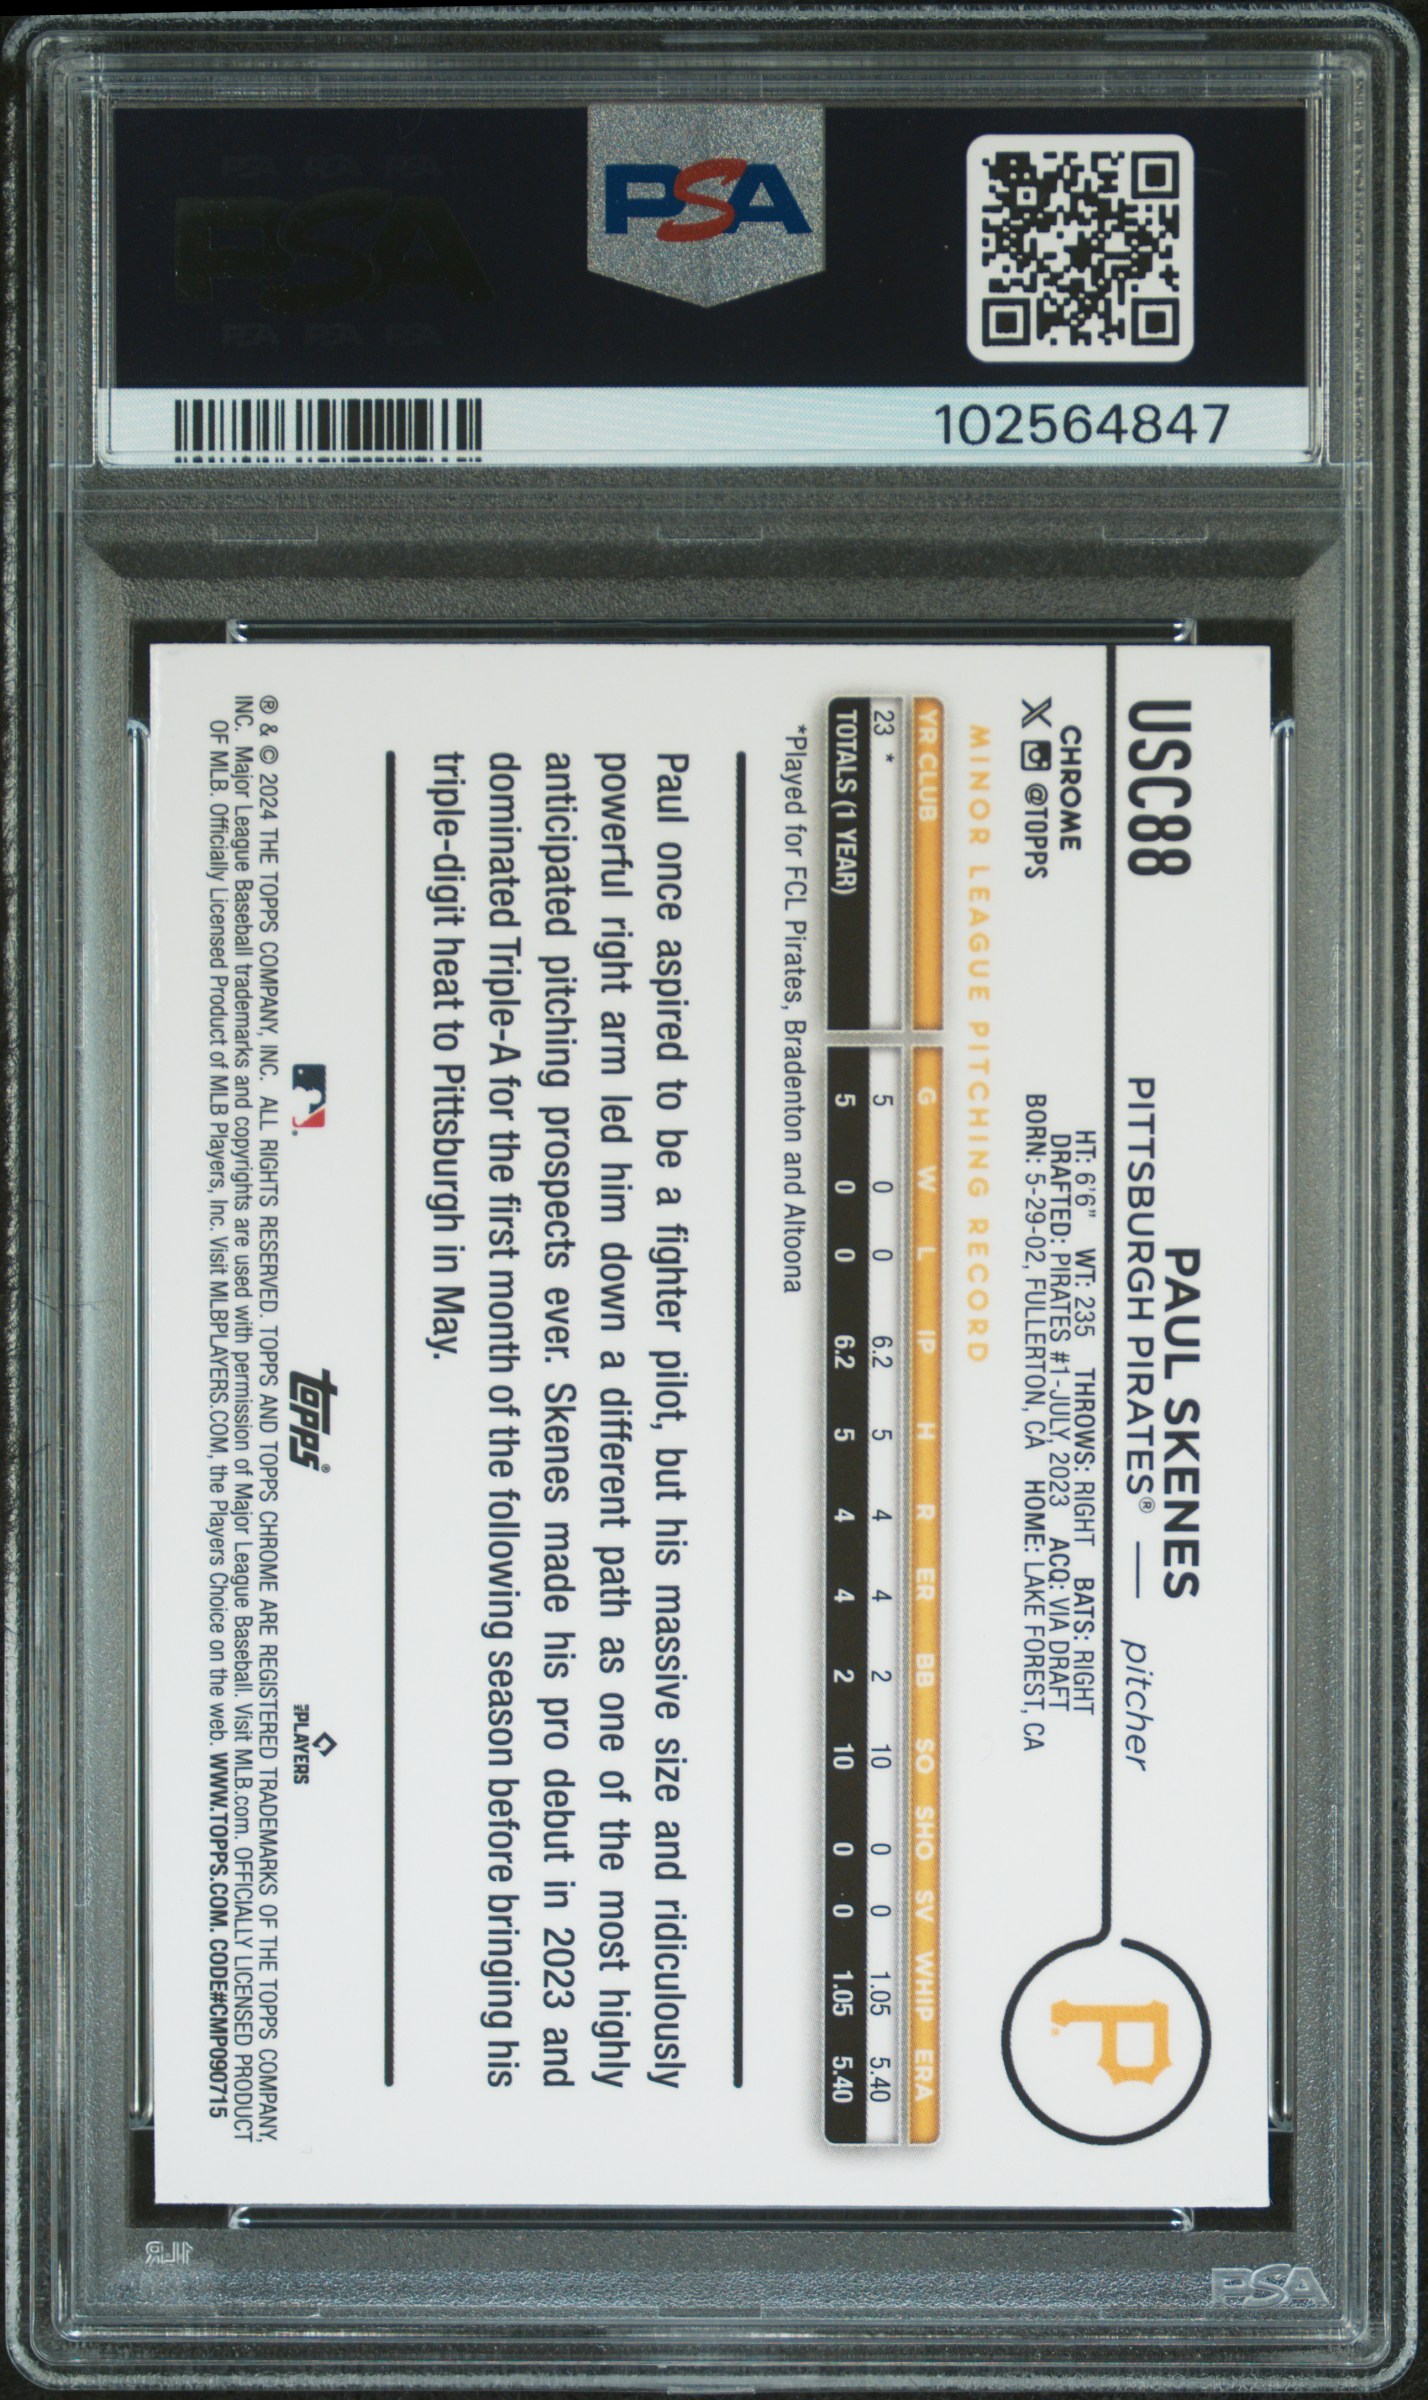 PSA PSA PSA
PSA
PSA PSA PSA
PSA
102564847
USC88
PAUL SKENES
PITTSBURGH PIRATES® — pitcher
CHROME
X @TOPPS
HT: 6'6" WT: 235 THROWS: RIGHT BATS: RIGHT
DRAFTED: PIRATES #1-JULY, 2023 ACQ: VIA DRAFT
BORN: 5-29-02, FULLERTON, CA HOME: LAKE FOREST, CA
P
MINOR LEAGUE PITCHING RECORD
YR CLUB G W L IP H R ER BB SO SHO SV WHIP ERA
23 * 5 0 0 6.2 5 4 4 2 10 0 0 1.05 5.40
TOTALS (1 YEAR) 5 0 0 6.2 5 4 4 2 10 0 0 1.05 5.40
*Played for FCL Pirates, Bradenton and Altoona
Paul once aspired to be a fighter pilot, but his massive size and ridiculously
powerful right arm led him down a different path as one of the most highly
anticipated pitching prospects ever. Skenes made his pro debut in 2023 and
dominated Triple-A for the first month of the following season before bringing his
triple-digit heat to Pittsburgh in May.
topps®
PLAYERS
® & © 2024 THE TOPPS COMPANY, INC. ALL RIGHTS RESERVED. TOPPS AND TOPPS CHROME ARE REGISTERED TRADEMARKS OF THE TOPPS COMPANY,
INC. Major League Baseball trademarks and copyrights are used with permission of Major League Baseball. Visit MLB.com. OFFICIALLY LICENSED PRODUCT
OF MLB. Officially Licensed Product of MLB Players, Inc. Visit MLBPLAYERS.COM, the Players Choice on the web. WWW.TOPPS.COM. CODE#CMP090715
PSA